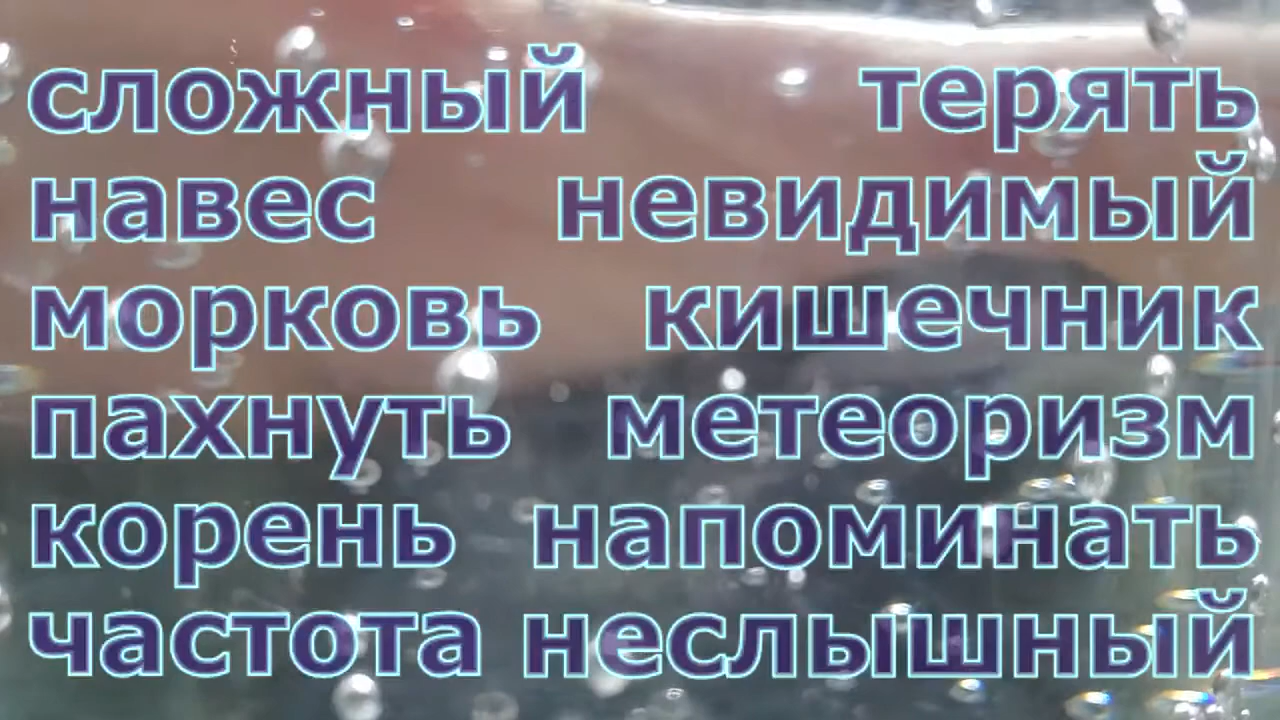 сложный терять
навес невидимый
морковь кишечник
пахнуть метеоризм
корень напоминать
частота неслышный